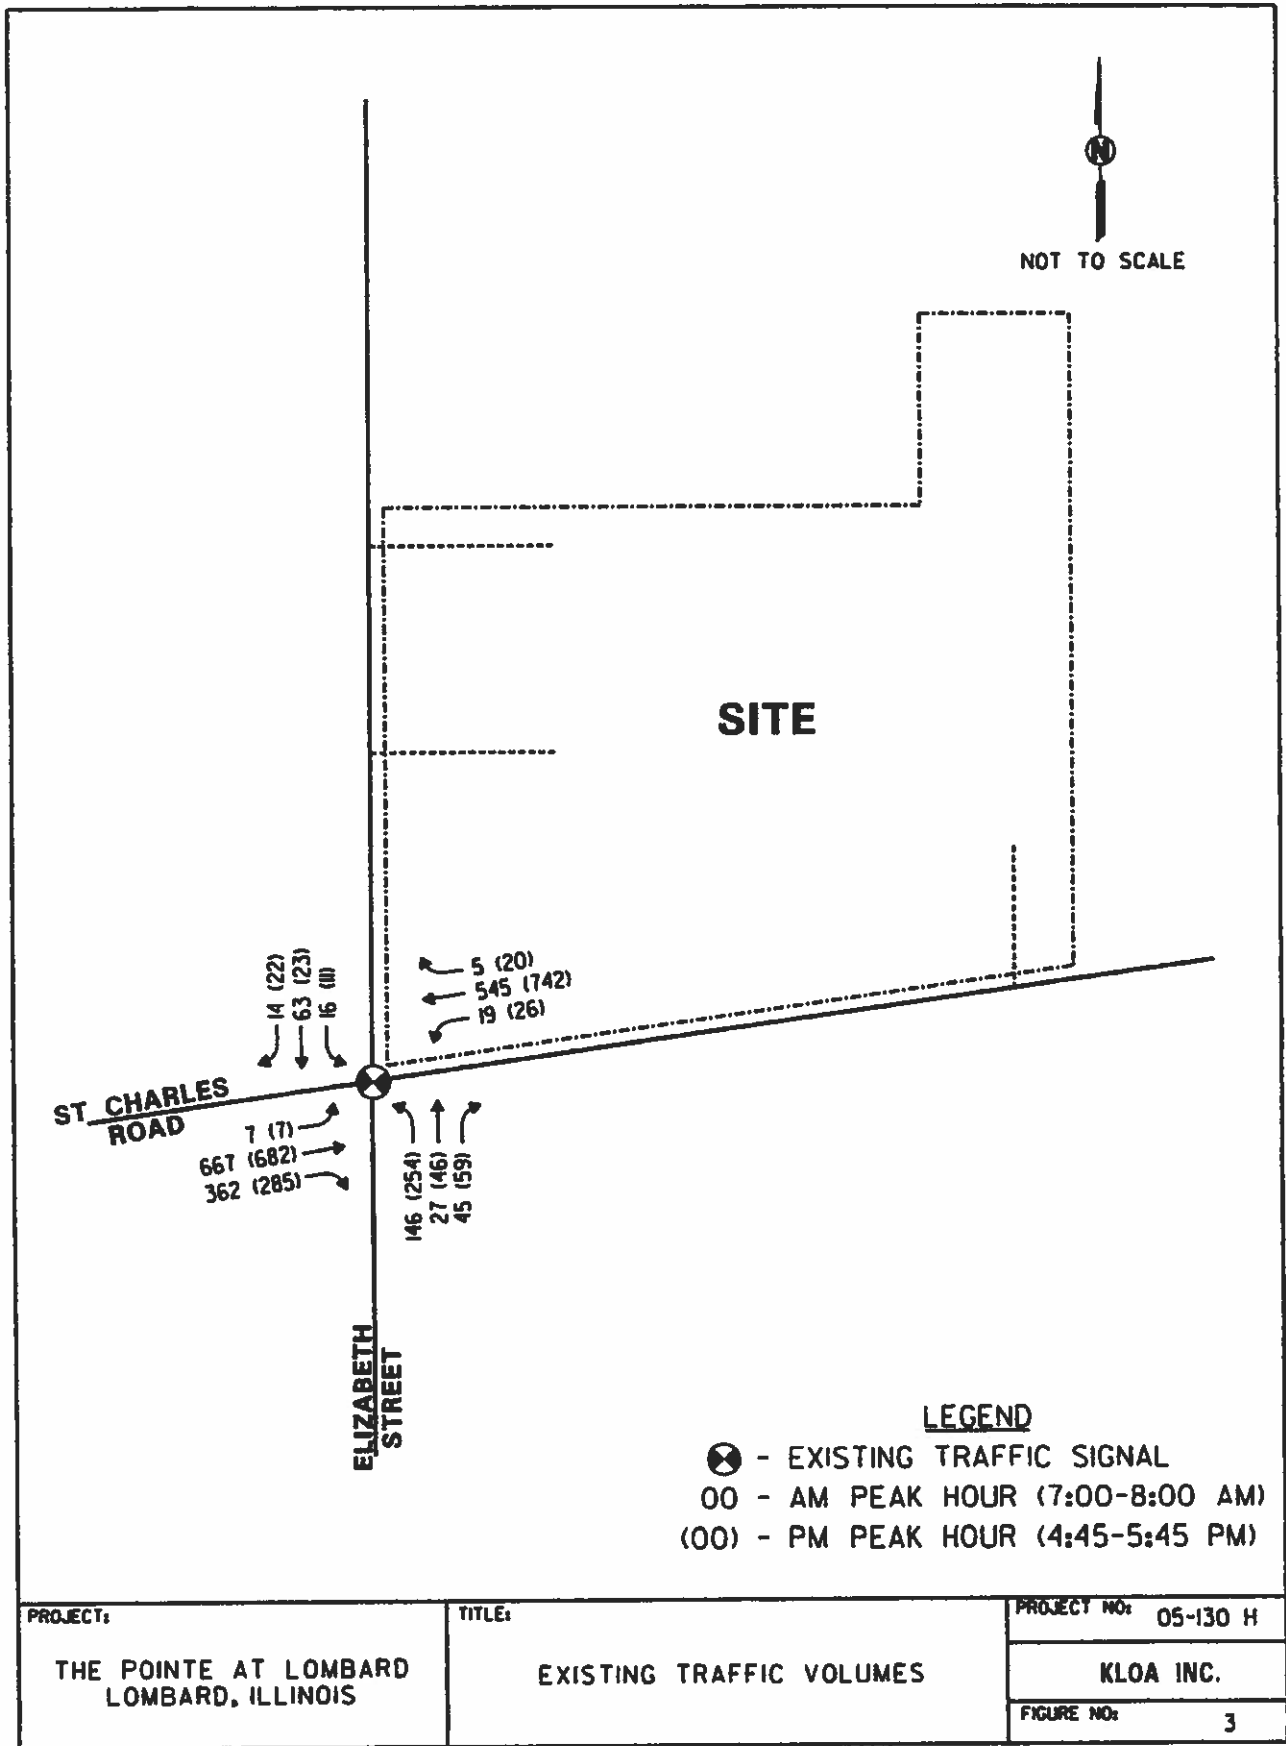 N
NOT TO SCALE
SITE
14 (22)
63 (23)
16 (11)
5 (20)
545 (742)
19 (26)
ST CHARLES
ROAD
7 (7)
667 (682)
362 (285)
146 (254)
27 (46)
45 (59)
ELIZABETH
STREET
LEGEND
- EXISTING TRAFFIC SIGNAL
00 - AM PEAK HOUR (7:00-8:00 AM)
(00) - PM PEAK HOUR (4:45-5:45 PM)
PROJECT:
THE POINTE AT LOMBARD
LOMBARD, ILLINOIS
TITLE:
EXISTING TRAFFIC VOLUMES
PROJECT NO: 05-130 H
KLOA INC.
FIGURE NO: 3